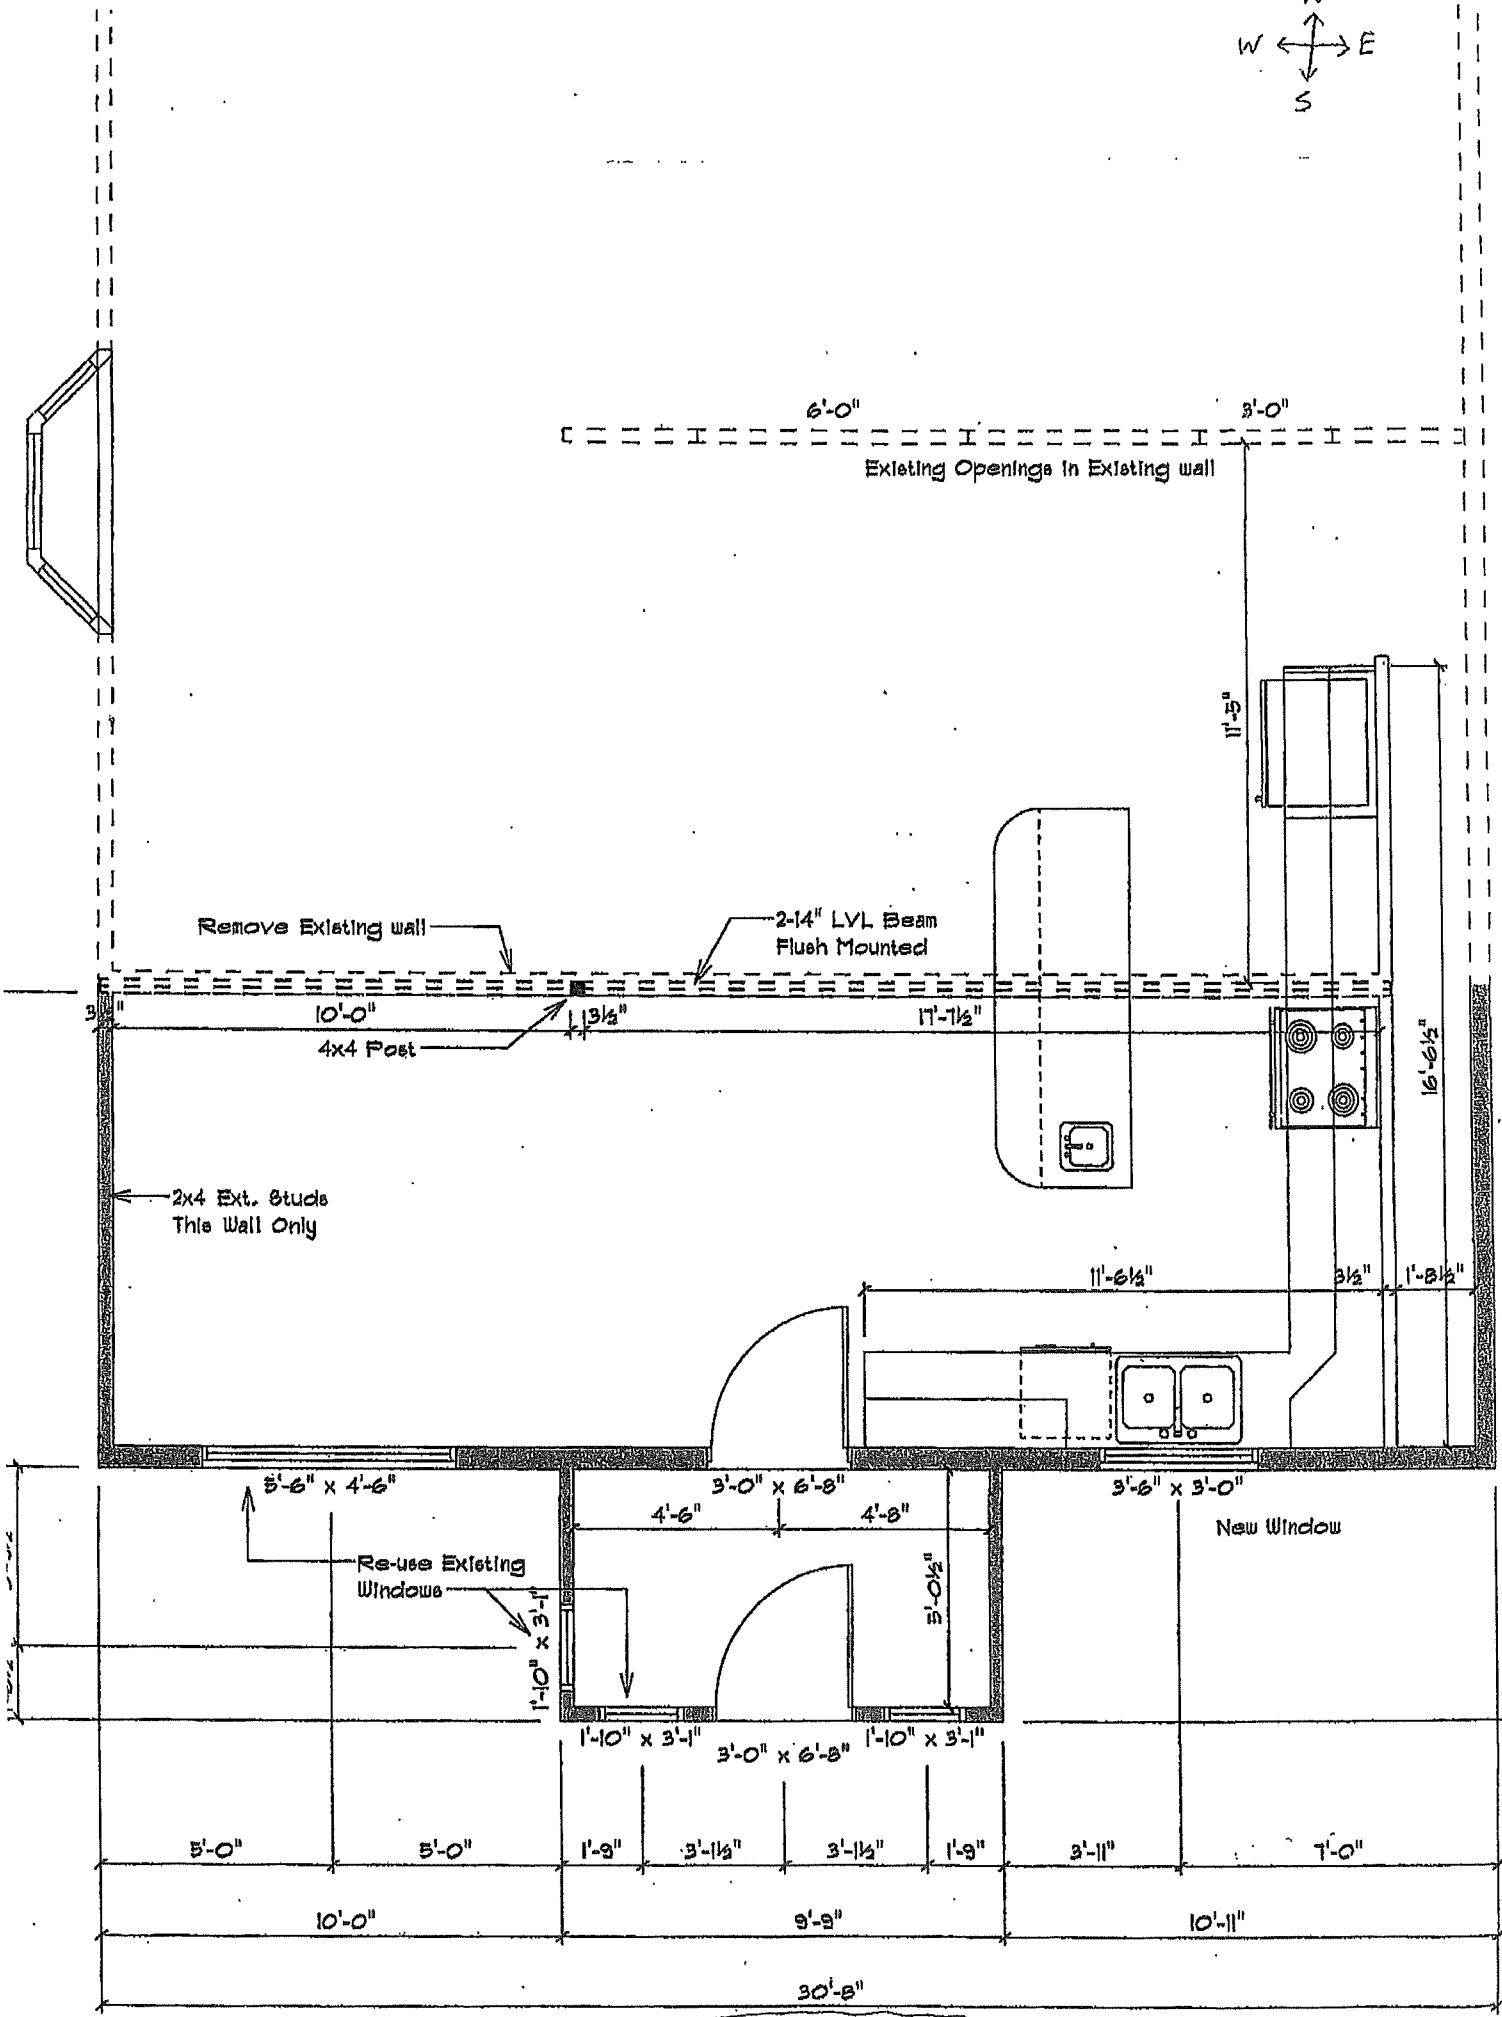 W E
S
6'-0" 3'-0"
Existing Openings in Existing wall
11'-5"
Remove Existing wall
2-14" LVL Beam
Flush Mounted
10'-0" 3½" 17'-7½"
4x4 Post
16'-6½"
2x4 Ext. Studs
This Wall Only
11'-6½" 3½" 1'-8½"
5'-6" x 4'-6" 3'-0" x 6'-8" 3'-6" x 3'-0"
4'-6" 4'-8"
New Window
Re-use Existing
Windows
5'-0½"
1'-10" x 3'-1"
1'-10" x 3'-1" 3'-0" x 6'-8" 1'-10" x 3'-1"
5'-0" 5'-0" 1'-9" 3'-1½" 3'-1½" 1'-9" 3'-11" 7'-0"
10'-0" 9'-9" 10'-11"
30'-8"